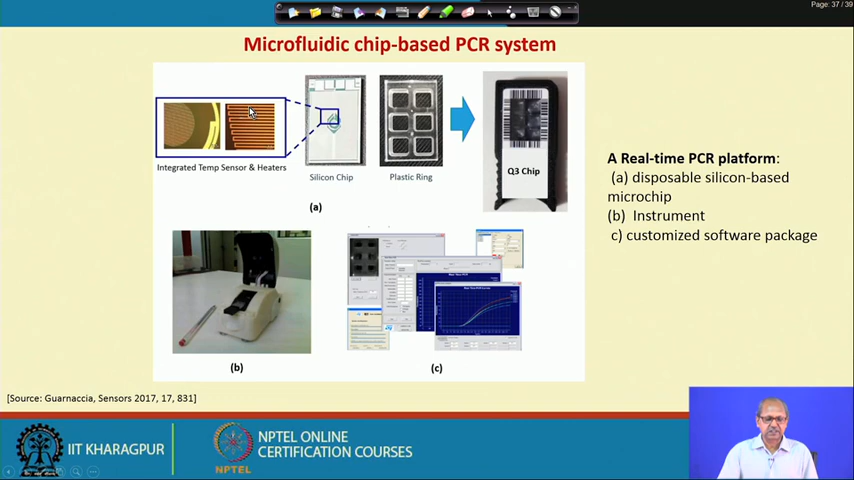 Page: 37 / 39
Microfluidic chip-based PCR system
Integrated Temp Sensor & Heaters
Silicon Chip
Plastic Ring
Q3 Chip
(a)
(b)
(c)
A Real-time PCR platform:
(a) disposable silicon-based
microchip
(b) Instrument
c) customized software package
[Source: Guarnaccia, Sensors 2017, 17, 831]
IIT KHARAGPUR
NPTEL
NPTEL ONLINE
CERTIFICATION COURSES